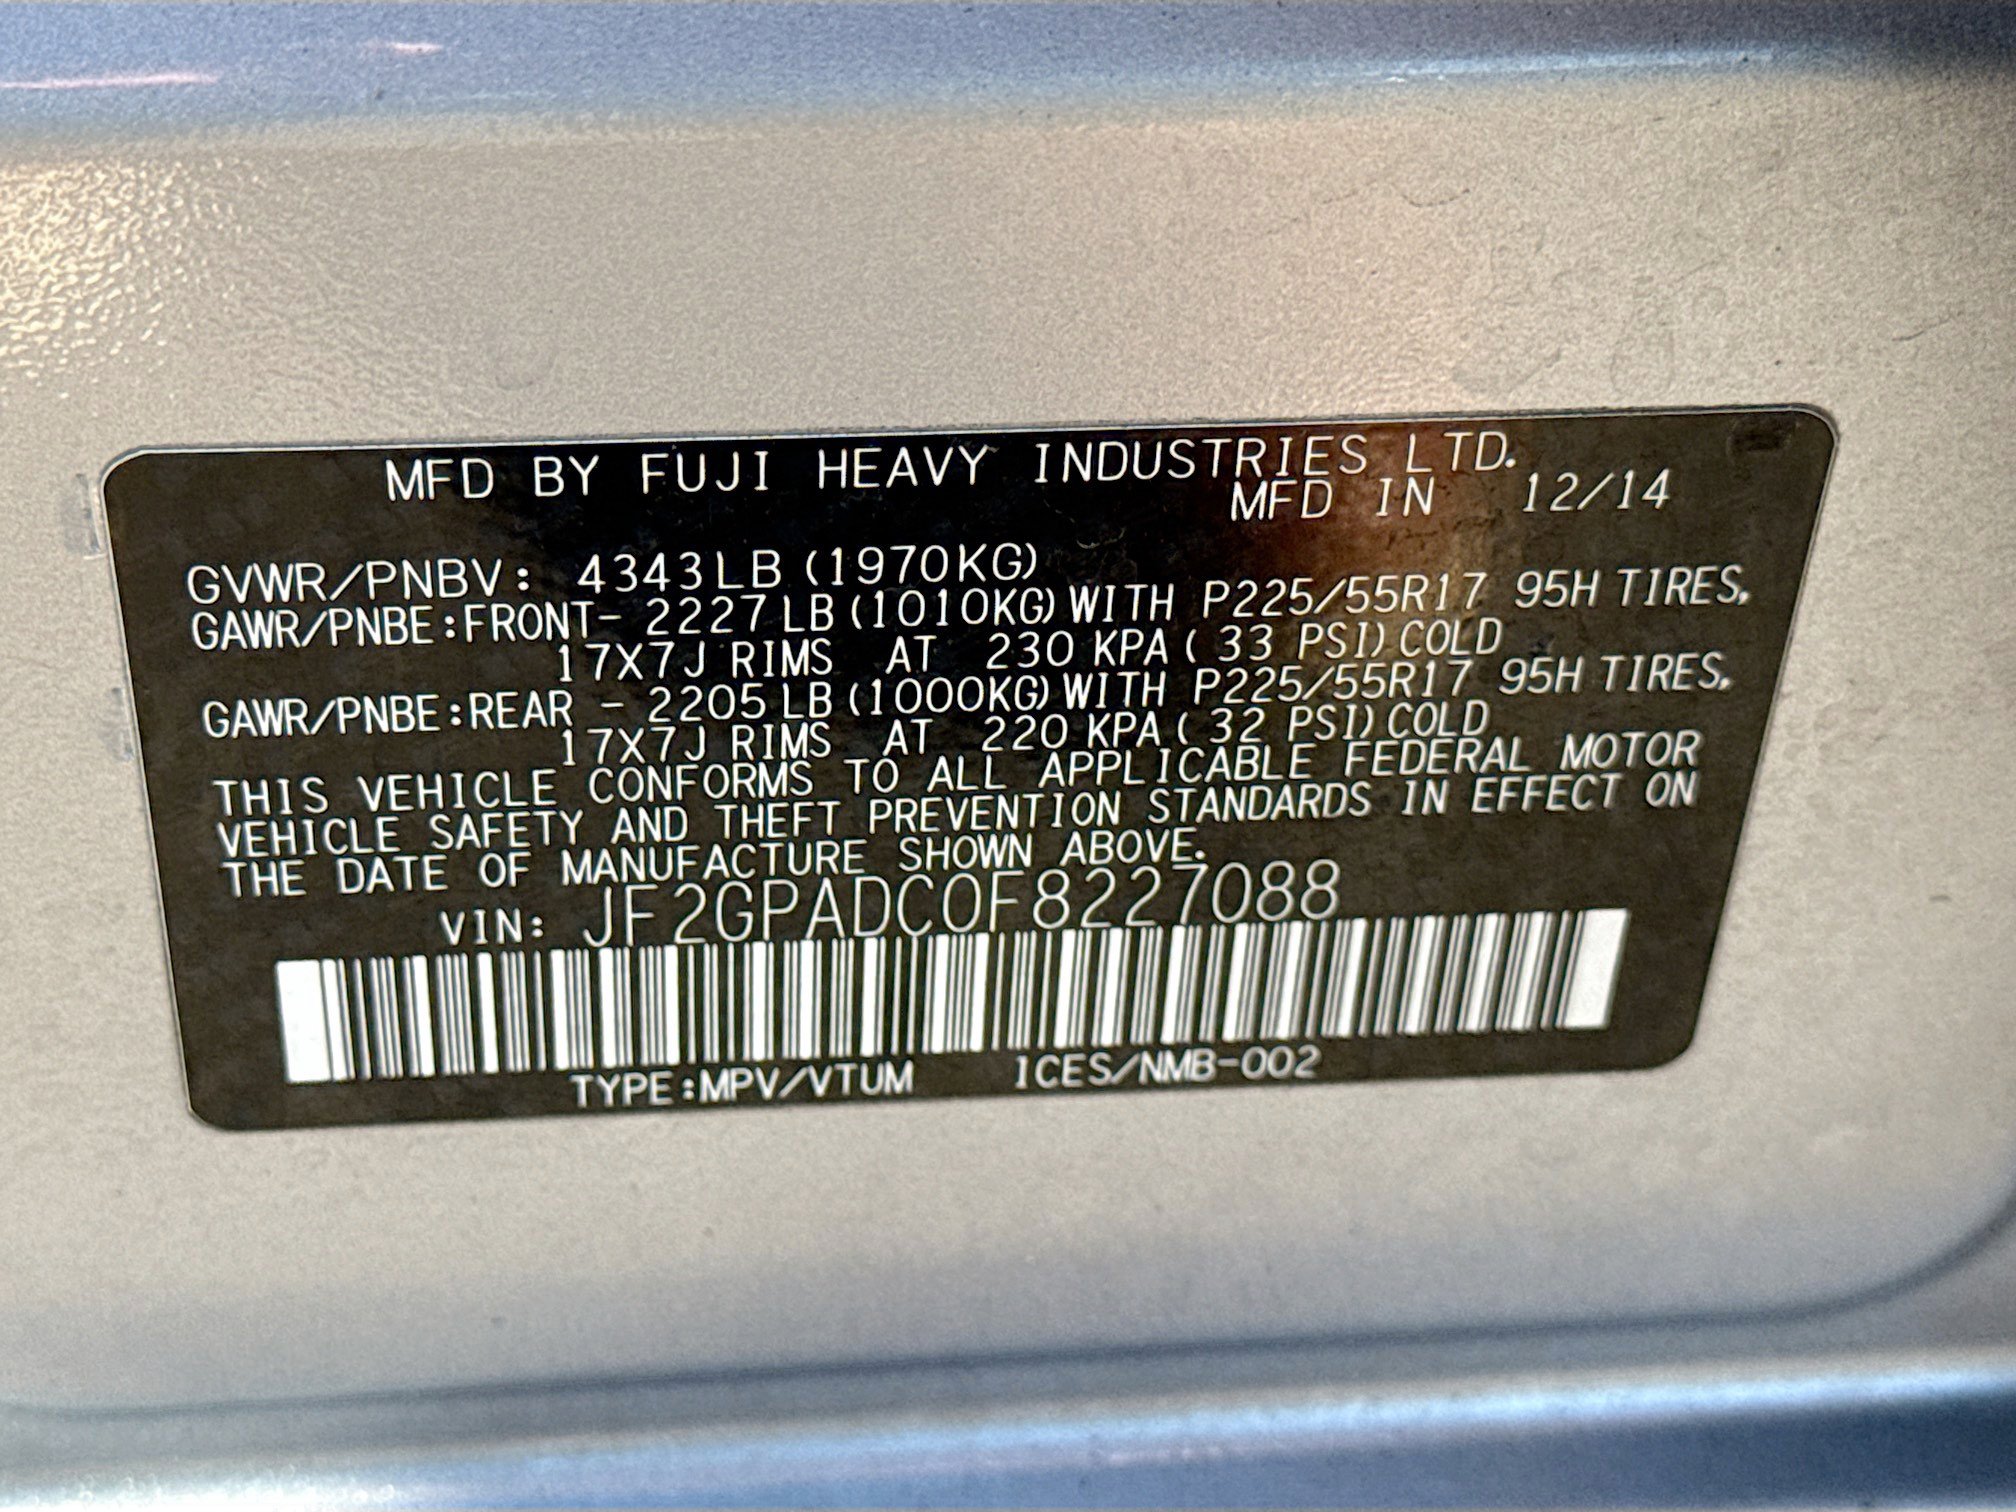 MFD BY FUJI HEAVY INDUSTRIES LTD.
MFD IN 12/14
GVWR/PNBV: 4343LB (1970KG)
GAWR/PNBE:FRONT- 2227LB (1010KG) WITH P225/55R17 95H TIRES,
17X7J RIMS AT 230 KPA ( 33 PSI) COLD
GAWR/PNBE:REAR - 2205LB (1000KG) WITH P225/55R17 95H TIRES,
17X7J RIMS AT 220 KPA ( 32 PSI) COLD
THIS VEHICLE CONFORMS TO ALL APPLICABLE FEDERAL MOTOR
VEHICLE SAFETY AND THEFT PREVENTION STANDARDS IN EFFECT ON
THE DATE OF MANUFACTURE SHOWN ABOVE.
VIN: JF2GPADC0F8227088
TYPE:MPV/VTUM ICES/NMB-002